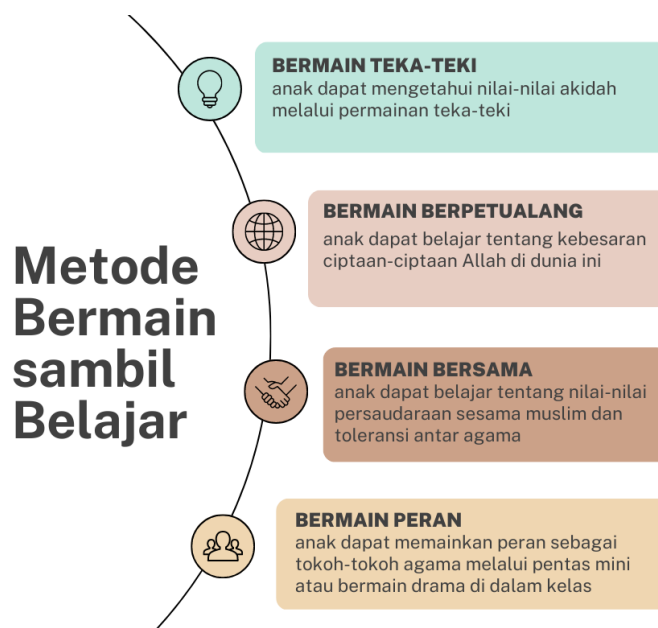 Metode
Bermain
sambil
Belajar
BERMAIN TEKA-TEKI
anak dapat mengetahui nilai-nilai akidah
melalui permainan teka-teki
BERMAIN BERPETUALANG
anak dapat belajar tentang kebesaran
ciptaan-ciptaan Allah di dunia ini
BERMAIN BERSAMA
anak dapat belajar tentang nilai-nilai
persaudaraan sesama muslim dan
toleransi antar agama
BERMAIN PERAN
anak dapat memainkan peran sebagai
tokoh-tokoh agama melalui pentas mini
atau bermain drama di dalam kelas